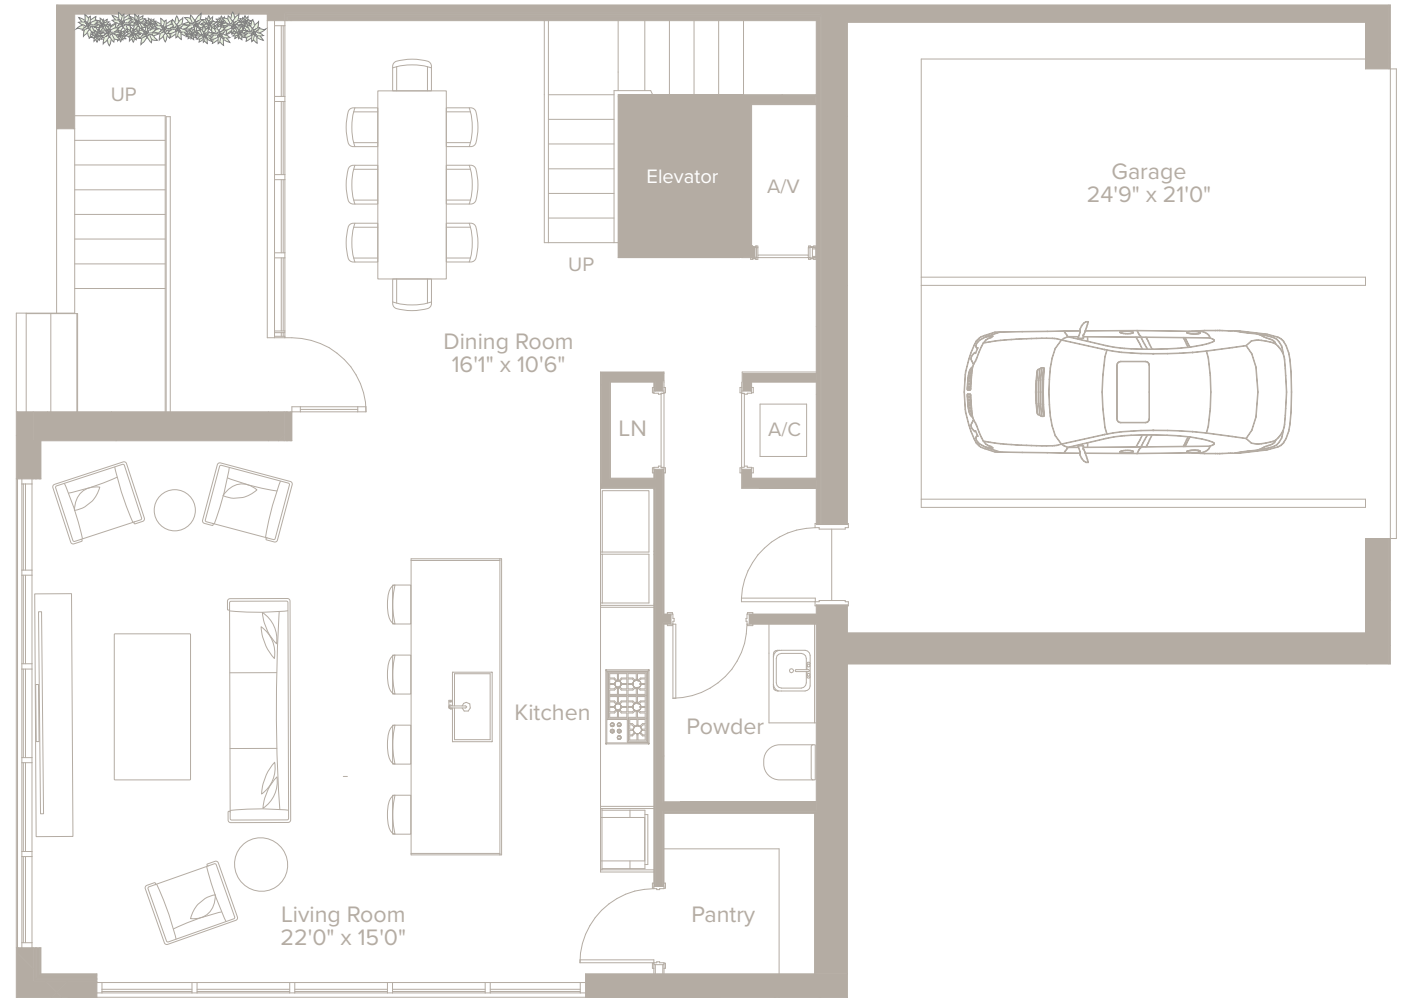 UP
Elevator
A/V
Garage
24'9" x 21'0"
UP
Dining Room
16'1" x 10'6"
LN
A/C
Kitchen
Powder
Living Room
22'0" x 15'0"
Pantry